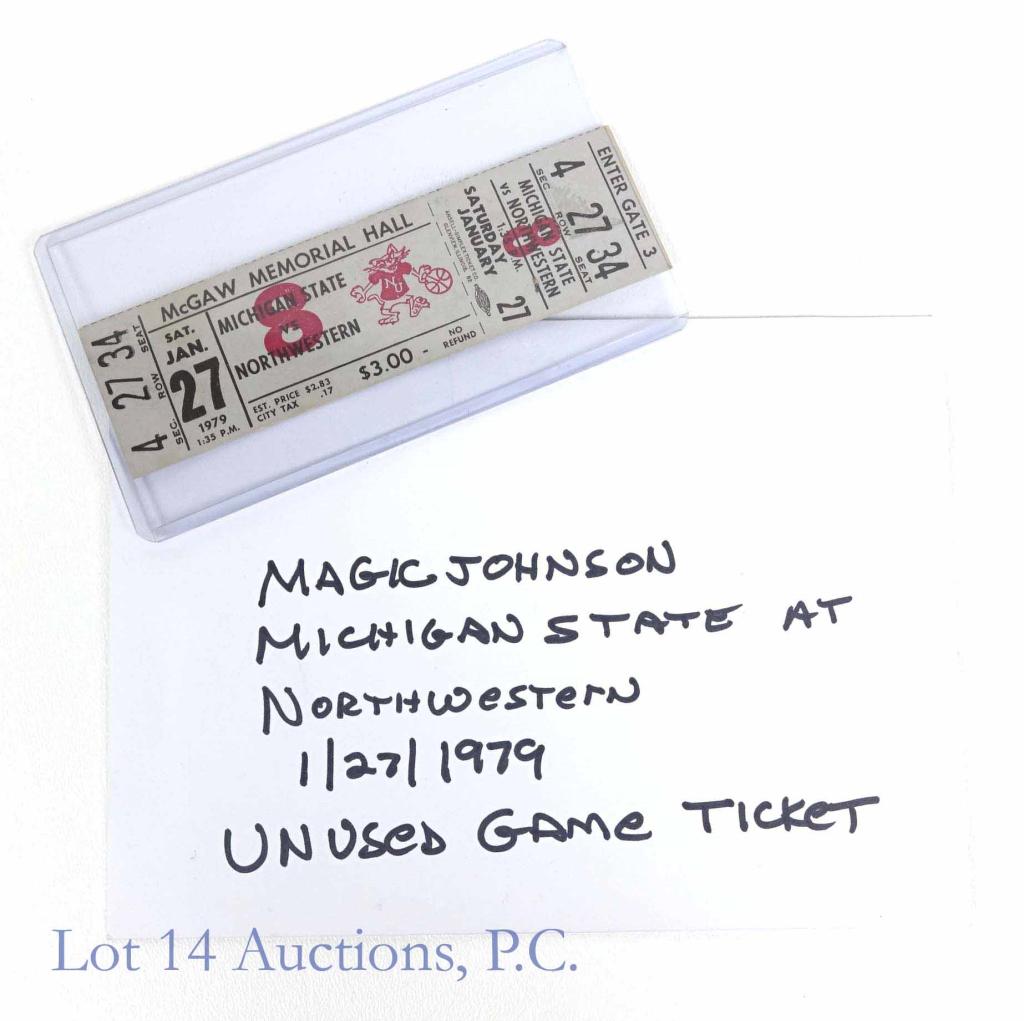 McGAW MEMORIAL HALL
4 27 34
SEC. ROW SEAT
SAT.
JAN.
27
1979
1:35 P.M.
MICHIGAN STATE
VS
NORTHWESTERN
8
NU
EST. PRICE $2.83
CITY TAX .17
$3.00 -
NO
REFUND
SATURDAY
JANUARY
27
MICHIGAN STATE
VS NORTHWESTERN
8
SEC ROW SEAT
4 27 34
ENTER GATE 3
MAGIC JOHNSON
MICHIGAN STATE AT
NORTHWESTERN
1/27/1979
UNUSED GAME TICKET
Lot 14 Auctions, P.C.